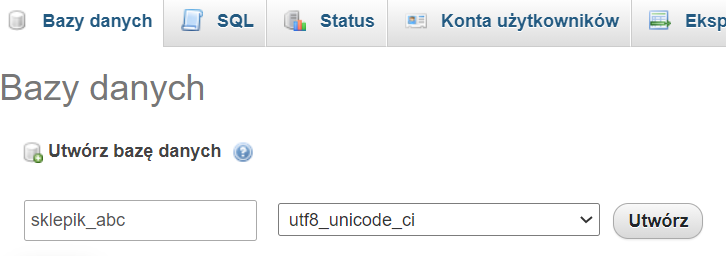 Bazy danych SQL Status Konta użytkowników Eksp
Bazy danych
Utwórz bazę danych
sklepik_abc utf8_unicode_ci Utwórz